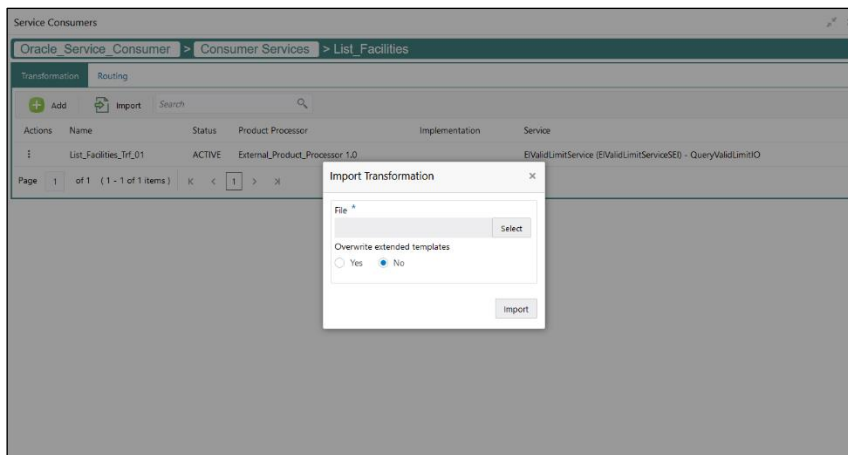 Service Consumers
Oracle_Service_Consumer > Consumer Services > List_Facilities
Transformation Routing
Add Import Search
Actions Name Status Product Processor Implementation Service
List_Facilities_Trf_01 ACTIVE External_Product_Processor 1.0 ElValidLimitService (ElValidLimitServiceSEI) - QueryValidLimitIO
Page 1 of 1 (1 - 1 of 1 items) K < 1 > >|
Import Transformation ×
File *
Select
Overwrite extended templates
Yes No
Import